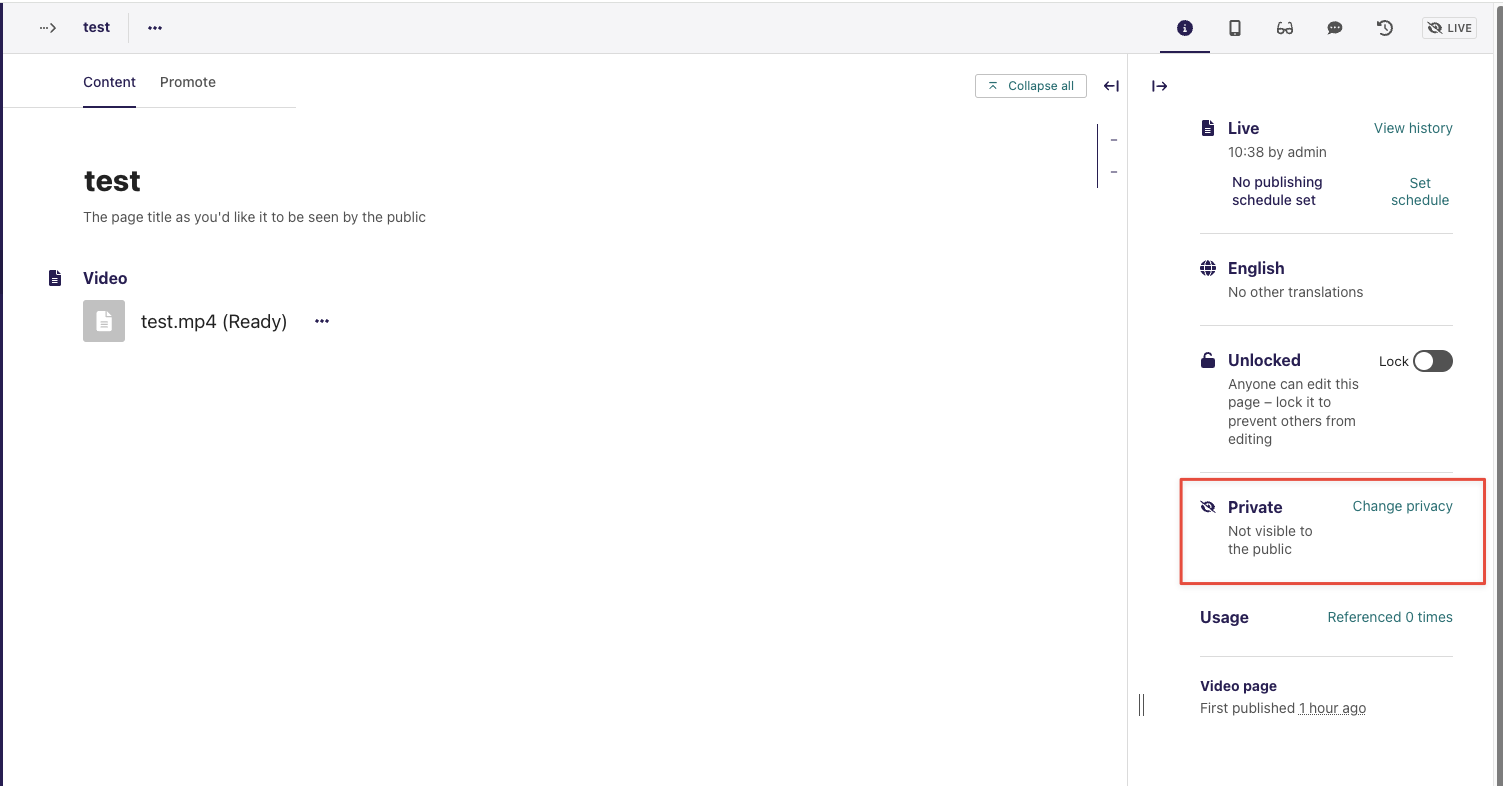 test
LIVE
Content
Promote
Collapse all
test
The page title as you'd like it to be seen by the public
Video
test.mp4 (Ready)
Live
View history
10:38 by admin
No publishing
schedule set
Set
schedule
English
No other translations
Unlocked
Lock
Anyone can edit this
page – lock it to
prevent others from
editing
Private
Change privacy
Not visible to
the public
Usage
Referenced 0 times
Video page
First published 1 hour ago